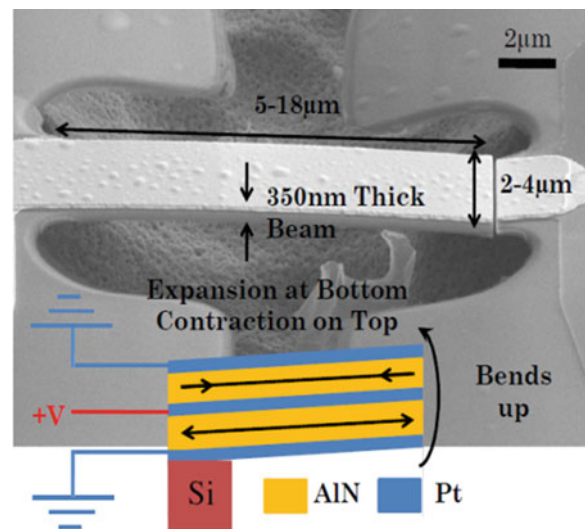 2μm
5-18μm
2-4μm
350nm Thick
Beam
Expansion at Bottom
Contraction on Top
Bends
up
+V
Si
AlN
Pt